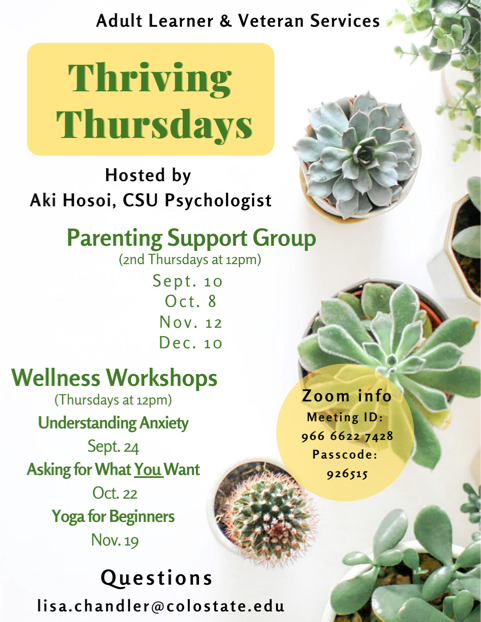 Adult Learner & Veteran Services
Thriving
Thursdays
Hosted by
Aki Hosoi, CSU Psychologist
Parenting Support Group
(2nd Thursdays at 12pm)
Sept. 10
Oct. 8
Nov. 12
Dec. 10
Wellness Workshops
(Thursdays at 12pm)
Understanding Anxiety
Sept. 24
Asking for What You Want
Oct. 22
Yoga for Beginners
Nov. 19
Zoom info
Meeting ID:
966 6622 7428
Passcode:
926515
Questions
lisa.chandler@colostate.edu